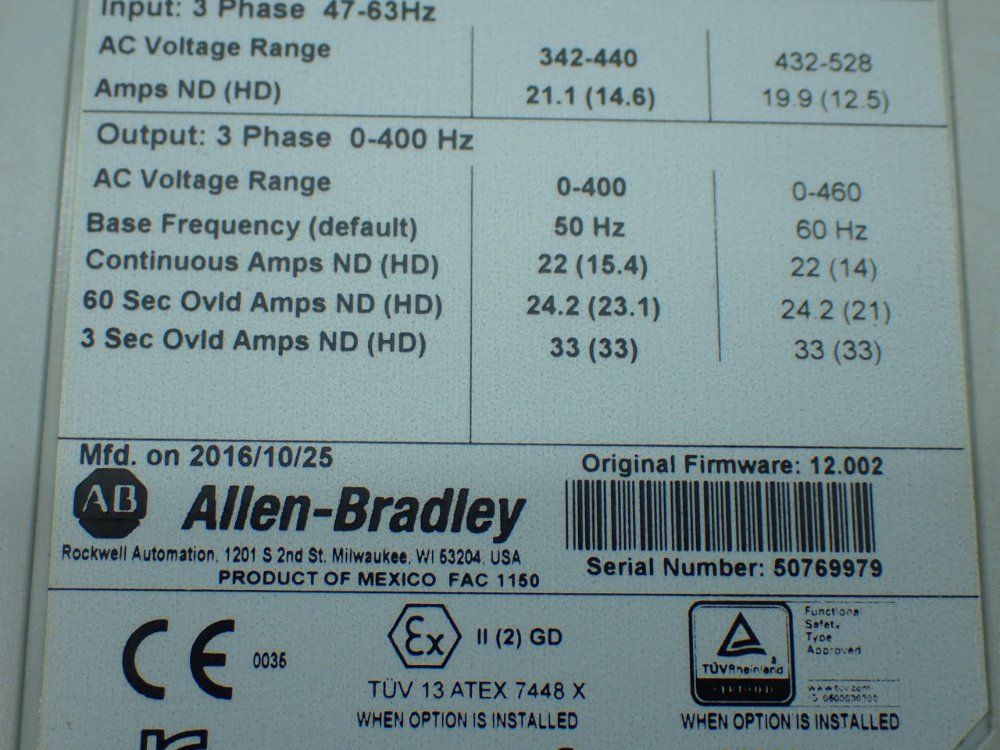 Input: 3 Phase 47-63Hz
AC Voltage Range 342-440 432-528
Amps ND (HD) 21.1 (14.6) 19.9 (12.5)
Output: 3 Phase 0-400 Hz
AC Voltage Range 0-400 0-460
Base Frequency (default) 50 Hz 60 Hz
Continuous Amps ND (HD) 22 (15.4) 22 (14)
60 Sec Ovld Amps ND (HD) 24.2 (23.1) 24.2 (21)
3 Sec Ovld Amps ND (HD) 33 (33) 33 (33)
Mfd. on 2016/10/25
Original Firmware: 12.002
AB Allen-Bradley
Rockwell Automation, 1201 S 2nd St. Milwaukee, WI 53204, USA
PRODUCT OF MEXICO FAC 1150
Serial Number: 50769979
CE 0035
Ex II (2) GD
TÜV 13 ATEX 7448 X
WHEN OPTION IS INSTALLED
TÜVRheinland
Functional
Safety
Type
Approved
www.tuv.com
WHEN OPTION IS INSTALLED